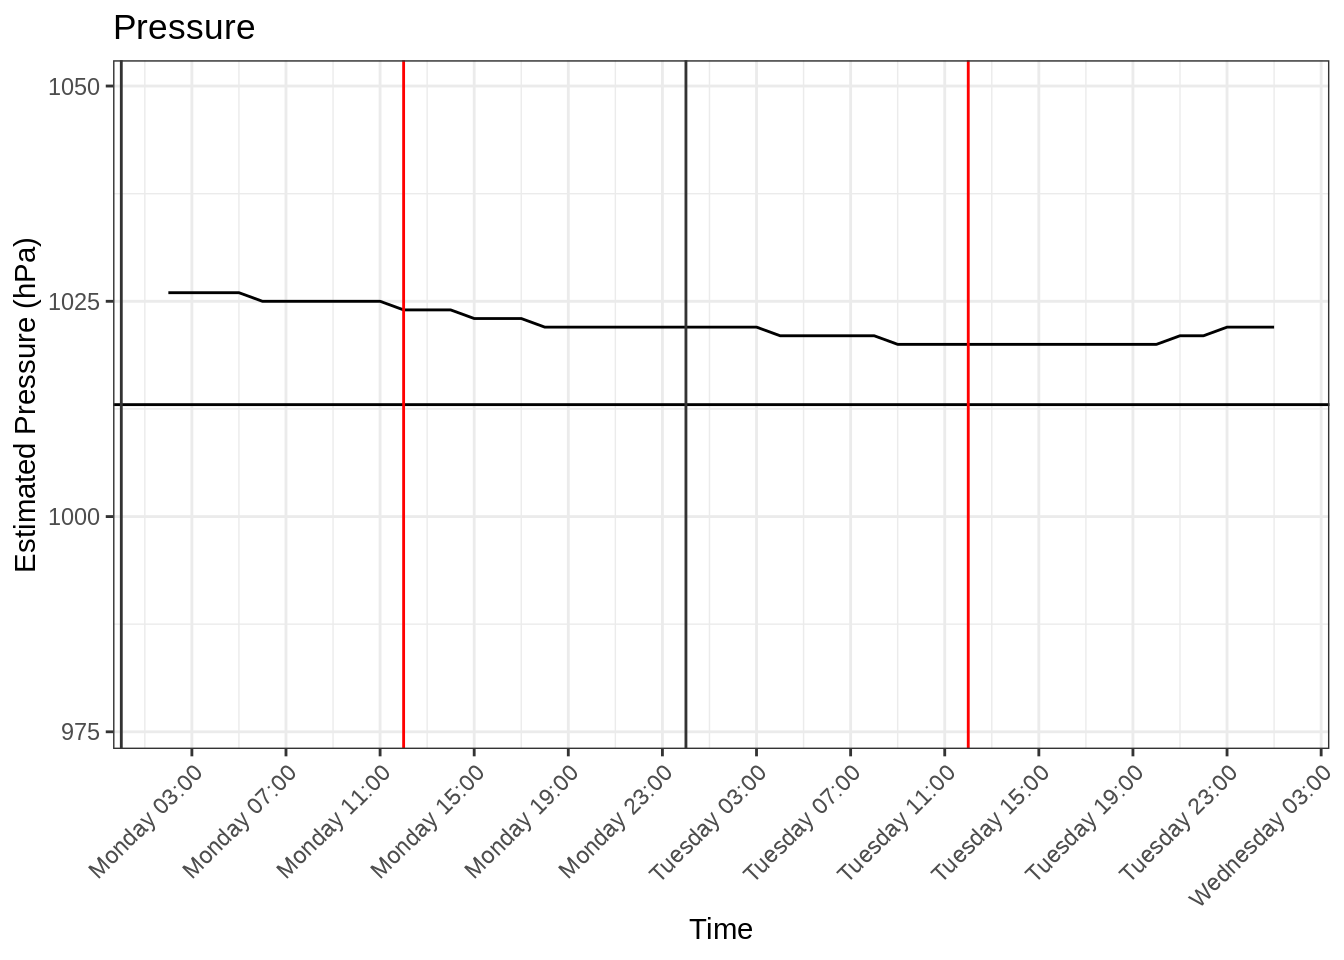 Pressure
Estimated Pressure (hPa)
1050
1025
1000
975
Monday 03:00
Monday 07:00
Monday 11:00
Monday 15:00
Monday 19:00
Monday 23:00
Tuesday 03:00
Tuesday 07:00
Tuesday 11:00
Tuesday 15:00
Tuesday 19:00
Tuesday 23:00
Wednesday 03:00
Time